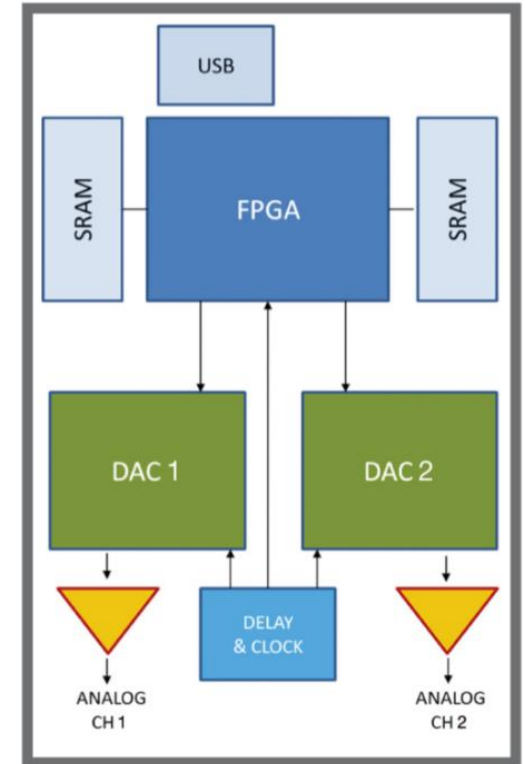 USB
SRAM
FPGA
SRAM
DAC 1
DAC 2
DELAY
& CLOCK
ANALOG
CH 1
ANALOG
CH 2